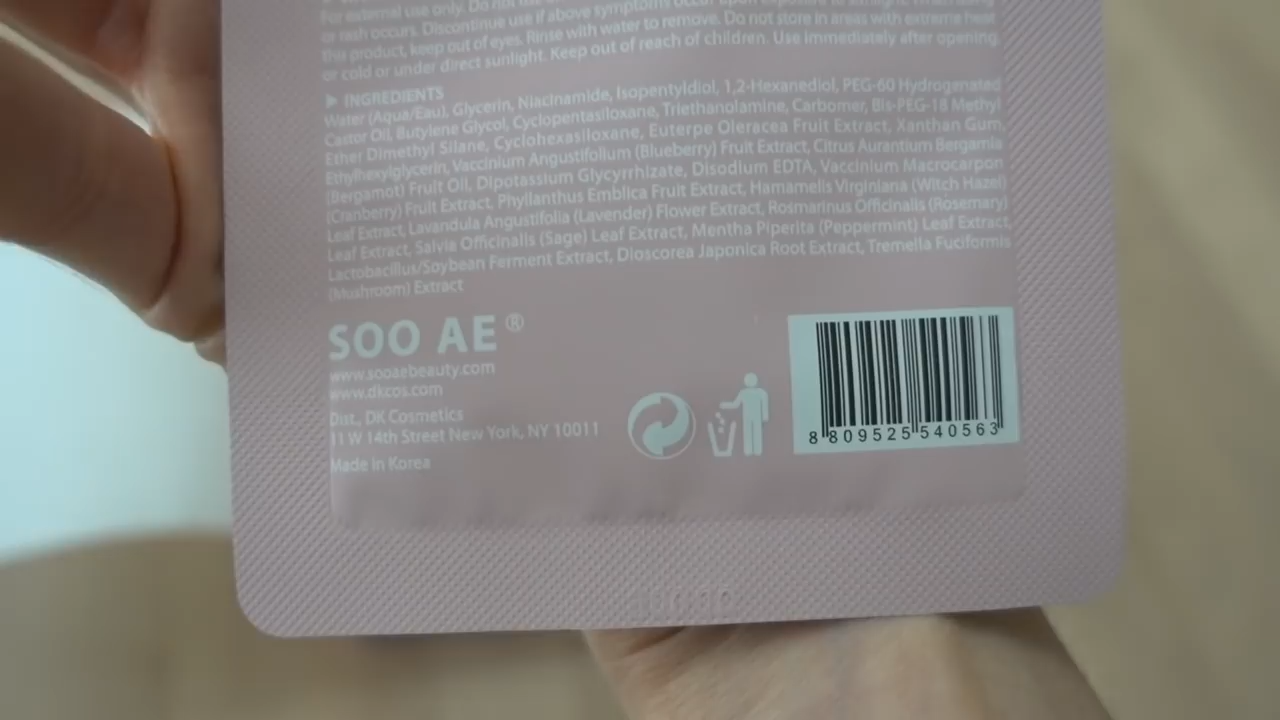 For external use only. Do not use
or rash occurs. Discontinue use if above symptoms occur upon exposure to sunlight. When using
this product, keep out of eyes. Rinse with water to remove. Do not store in areas with extreme heat
or cold or under direct sunlight. Keep out of reach of children. Use immediately after opening
▶ INGREDIENTS
Water (Aqua/Eau), Glycerin, Niacinamide, Isopentyldiol, 1,2-Hexanediol, PEG-60 Hydrogenated
Castor Oil, Butylene Glycol, Cyclopentasiloxane, Triethanolamine, Carbomer, Bis-PEG-18 Methyl
Ether Dimethyl Silane, Cyclohexasiloxane, Euterpe Oleracea Fruit Extract, Xanthan Gum,
Ethylhexylglycerin, Vaccinium Angustifolium (Blueberry) Fruit Extract, Citrus Aurantium Bergamia
(Bergamot) Fruit Oil, Dipotassium Glycyrrhizate, Disodium EDTA, Vaccinium Macrocarpon
(Cranberry) Fruit Extract, Phyllanthus Emblica Fruit Extract, Hamamelis Virginiana (Witch Hazel)
Leaf Extract, Lavandula Angustifolia (Lavender) Flower Extract, Rosmarinus Officinalis (Rosemary)
Leaf Extract, Salvia Officinalis (Sage) Leaf Extract, Mentha Piperita (Peppermint) Leaf Extract,
Lactobacillus/Soybean Ferment Extract, Dioscorea Japonica Root Extract, Tremella Fuciformis
(Mushroom) Extract
SOO AE®
www.sooaebeauty.com
www.dkcos.com
Dist., DK Cosmetics
11 W 14th Street New York, NY 10011
Made in Korea
8 809525 540563